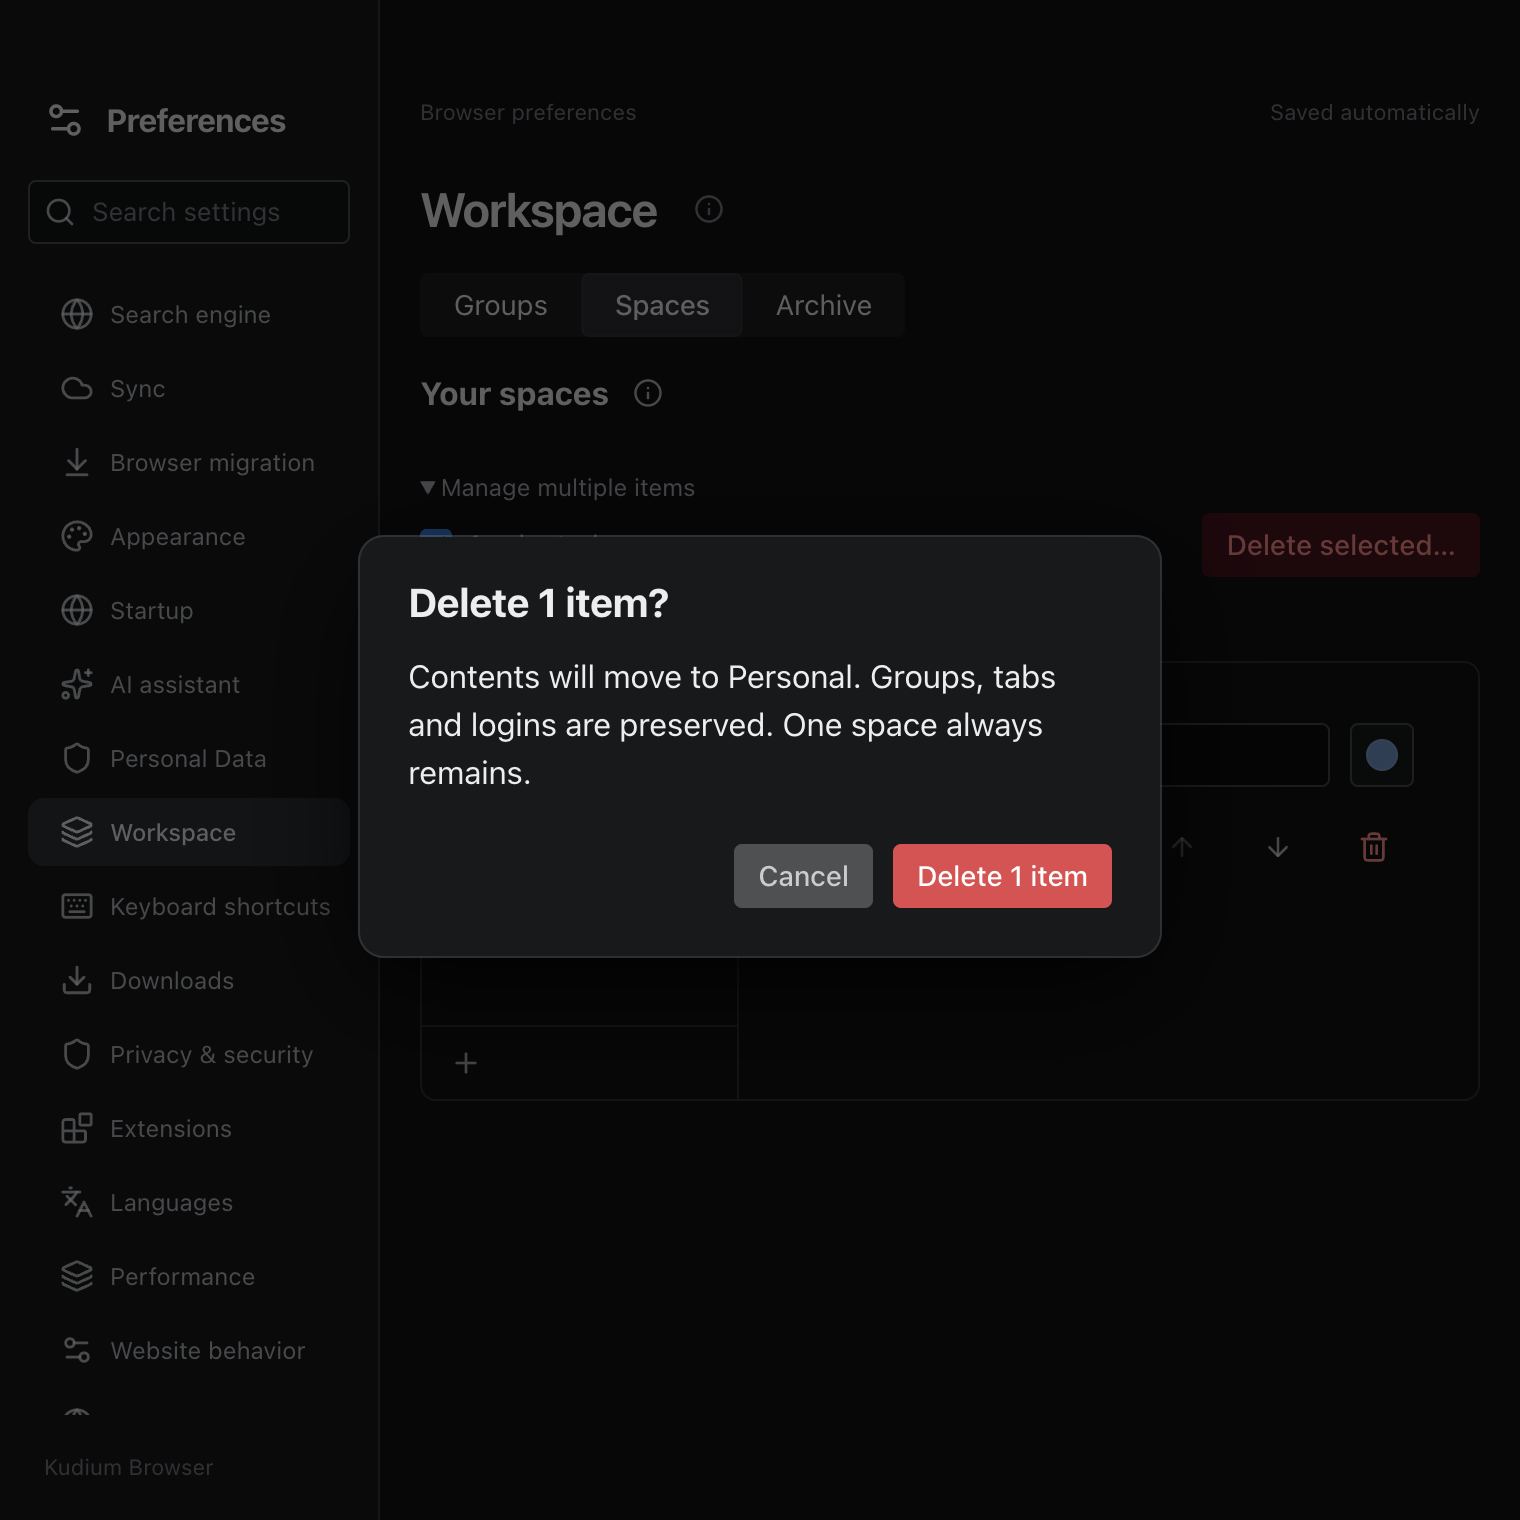 Preferences
Search settings
Search engine
Sync
Browser migration
Appearance
Startup
AI assistant
Personal Data
Workspace
Keyboard shortcuts
Downloads
Privacy & security
Extensions
Languages
Performance
Website behavior
Kudium Browser
Browser preferences
Saved automatically
Workspace
Groups
Spaces
Archive
Your spaces
Manage multiple items
Delete selected...
Delete 1 item?
Contents will move to Personal. Groups, tabs
and logins are preserved. One space always
remains.
Cancel
Delete 1 item